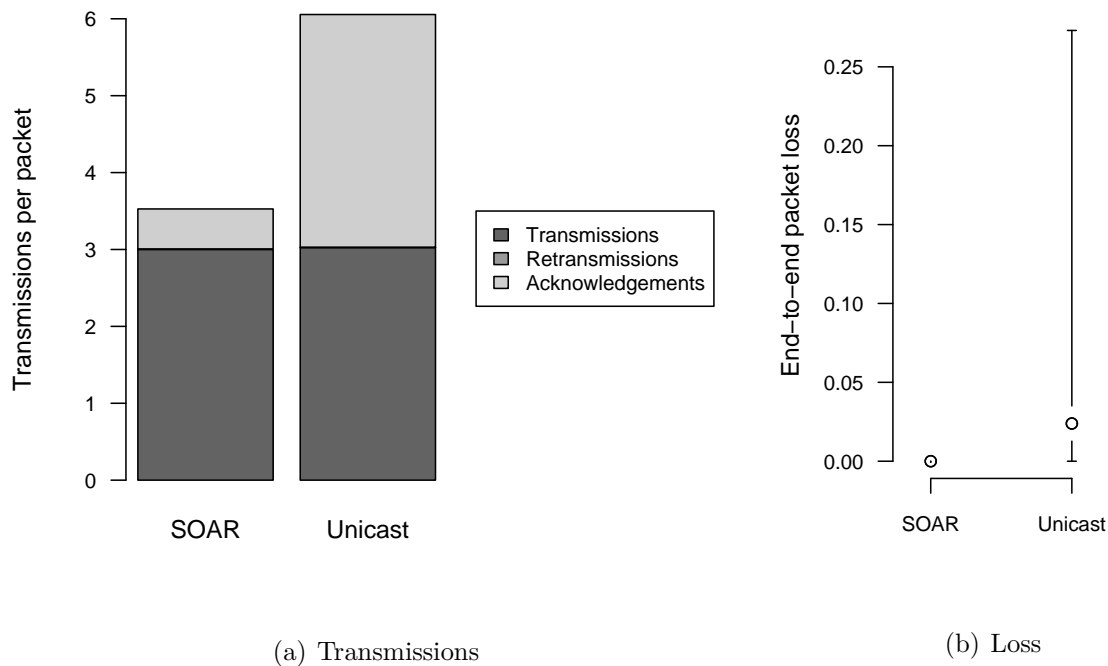 Transmissions per packet
6
5
4
3
2
1
0
SOAR Unicast
Transmissions
Retransmissions
Acknowledgements
(a) Transmissions
End−to−end packet loss
0.25
0.20
0.15
0.10
0.05
0.00
SOAR Unicast
(b) Loss